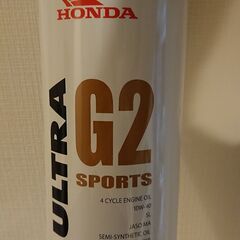 HONDA
ULTRA
G2
SPORTS
4 CYCLE ENGINE OIL
10W-40
SL
JASO MA
SEMI-SYNTHETIC OIL